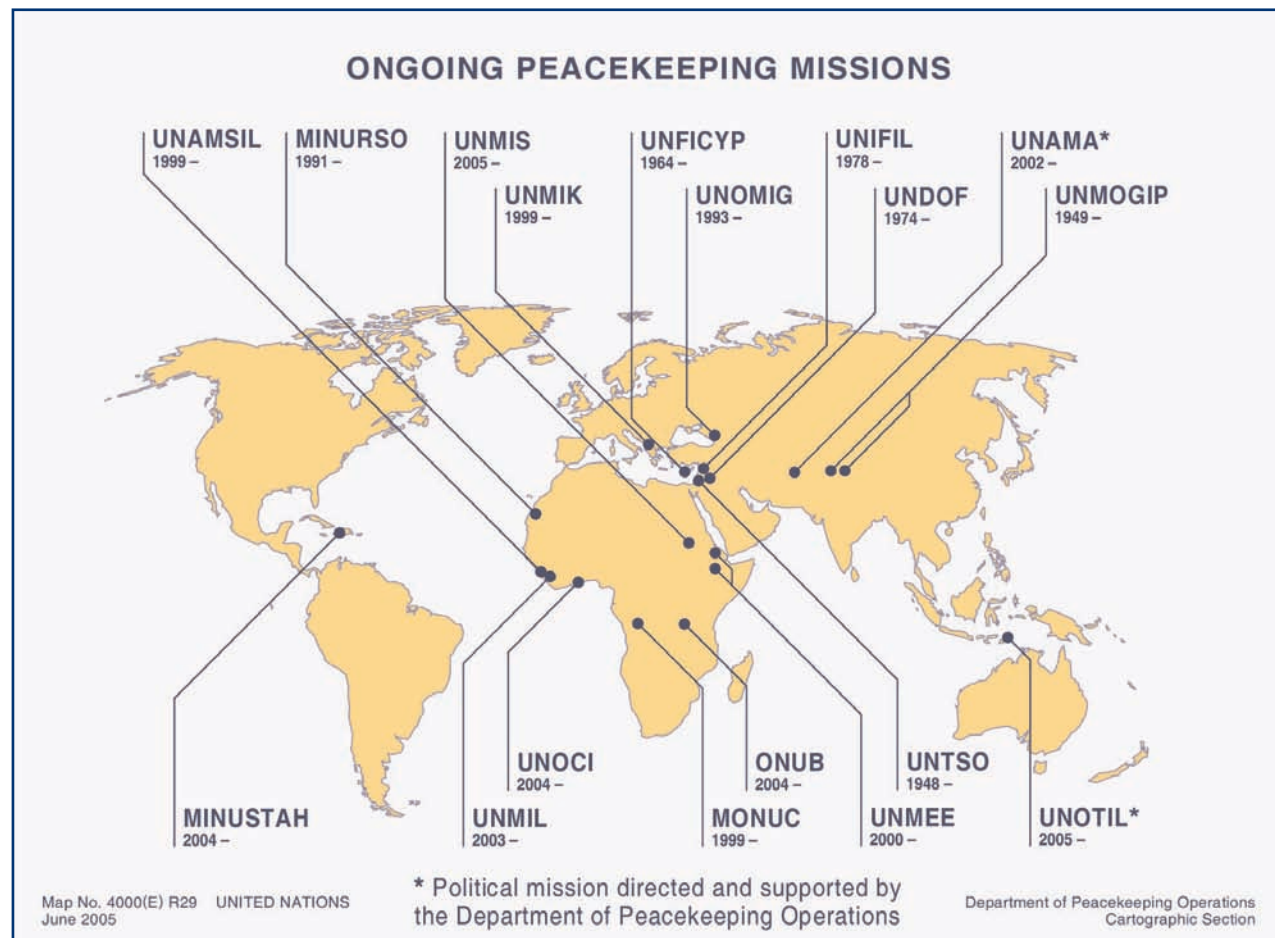 ONGOING PEACEKEEPING MISSIONS
UNAMSIL
1999 –
MINURSO
1991 –
UNMIS
2005 –
UNFICYP
1964 –
UNIFIL
1978 –
UNAMA*
2002 –
UNMIK
1999 –
UNOMIG
1993 –
UNDOF
1974 –
UNMOGIP
1949 –
UNOCI
2004 –
ONUB
2004 –
UNTSO
1948 –
MINUSTAH
2004 –
UNMIL
2003 –
MONUC
1999 –
UNMEE
2000 –
UNOTIL*
2005 –
* Political mission directed and supported by
the Department of Peacekeeping Operations
Map No. 4000(E) R29 UNITED NATIONS
June 2005
Department of Peacekeeping Operations
Cartographic Section